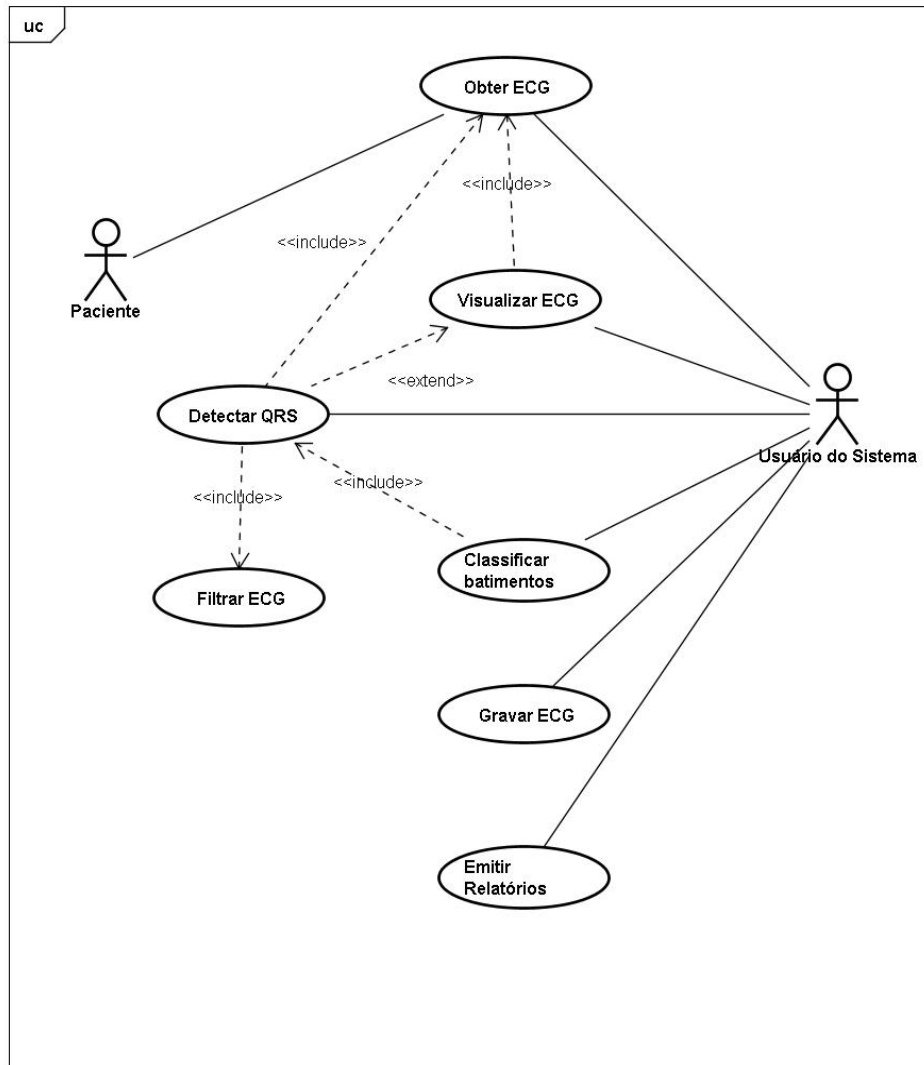 uc
Obter ECG
<<include>>
<<include>>
Paciente
Visualizar ECG
<<extend>>
Detectar QRS
Usuário do Sistema
<<include>>
<<include>>
Classificar
batimentos
Filtrar ECG
Gravar ECG
Emitir
Relatórios